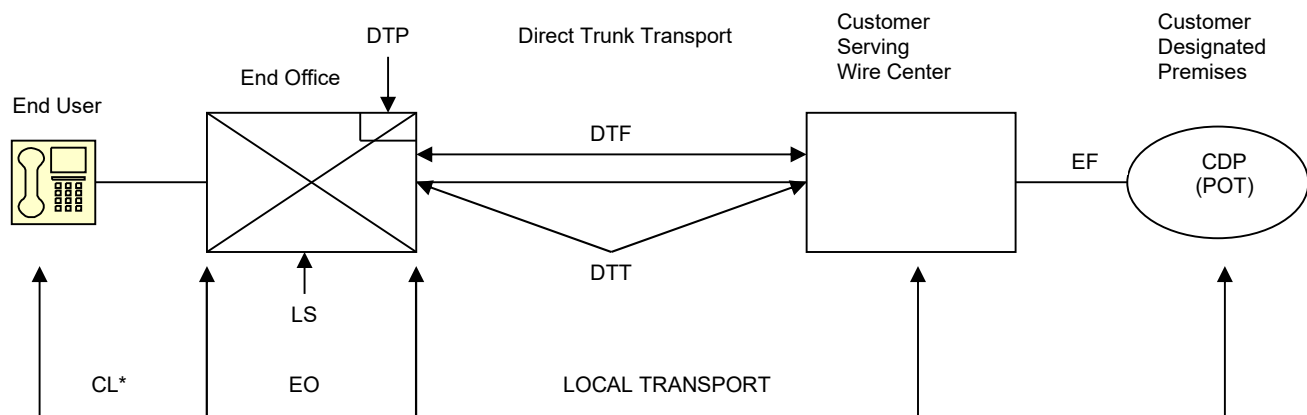 DTP
Direct Trunk Transport
Customer
Serving
Wire Center
Customer
Designated
Premises
End Office
End User
DTF
EF
CDP
(POT)
DTT
LS
CL*
EO
LOCAL TRANSPORT